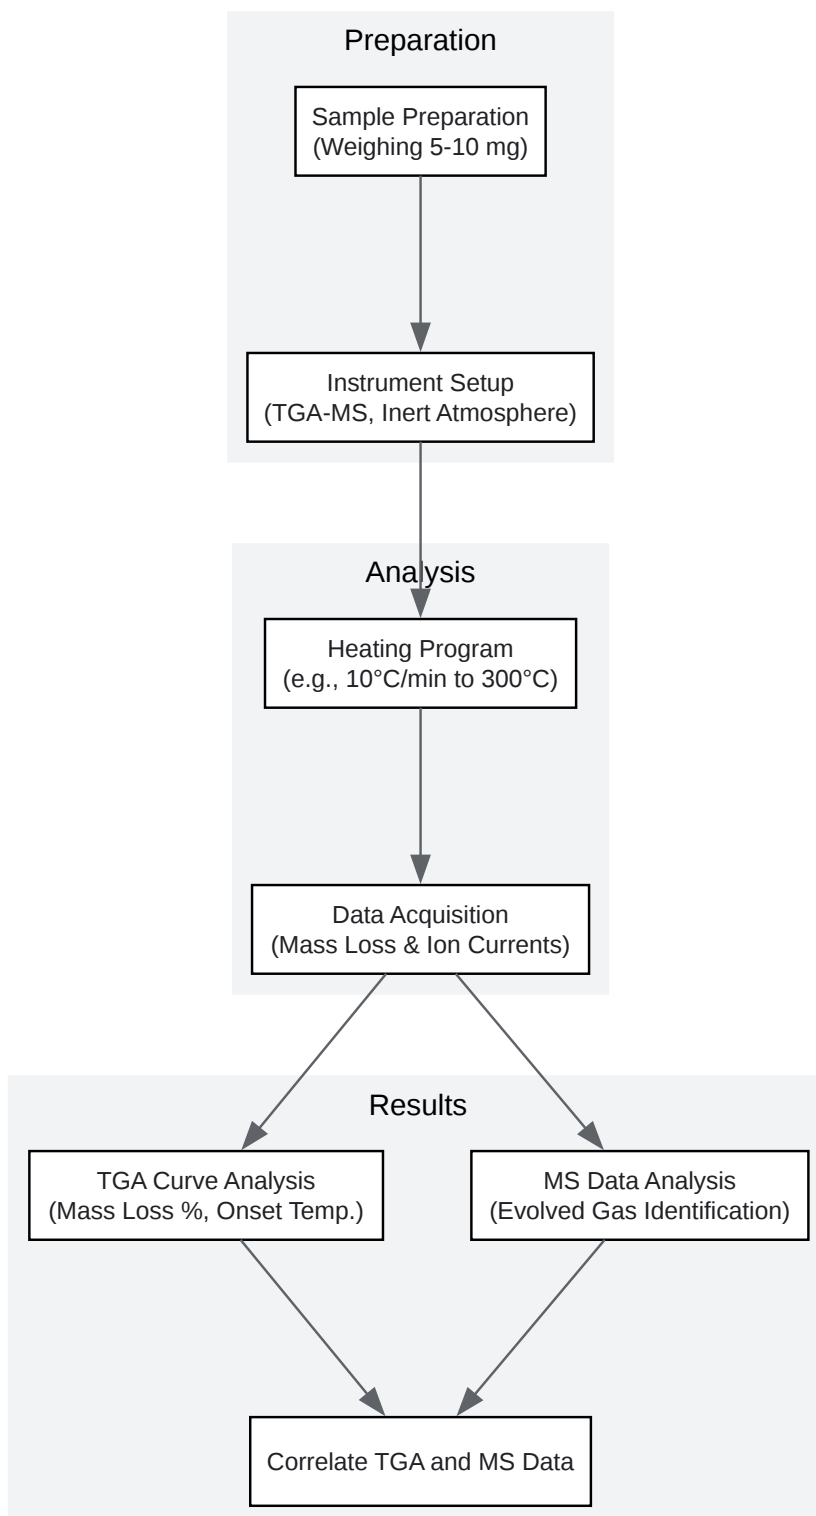 Preparation
Sample Preparation
(Weighing 5-10 mg)
Instrument Setup
(TGA-MS, Inert Atmosphere)
Analysis
Heating Program
(e.g., 10°C/min to 300°C)
Data Acquisition
(Mass Loss & Ion Currents)
Results
TGA Curve Analysis
(Mass Loss %, Onset Temp.)
MS Data Analysis
(Evolved Gas Identification)
Correlate TGA and MS Data